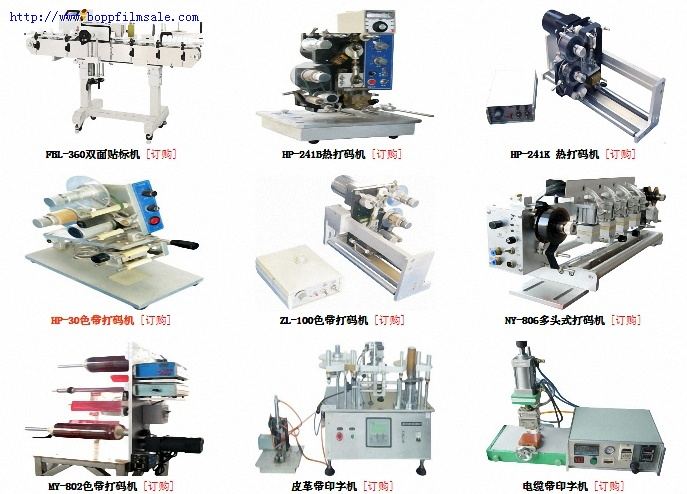 http://www.boppfilmsale.com
FBL-360双面贴标机 [订购]
HP-241B热打码机 [订购]
HP-241K 热打码机 [订购]
HP-30色带打码机 [订购]
ZL-100色带打码机 [订购]
NY-806多头式打码机 [订购]
MY-802色带打码机 [订购]
皮革带印字机 [订购]
电缆带印字机 [订购]